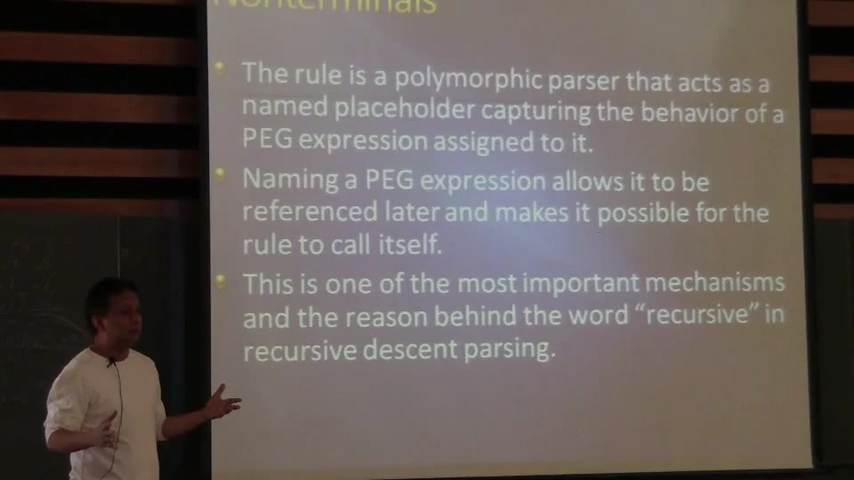 Nonterminals
The rule is a polymorphic parser that acts as a
named placeholder capturing the behavior of a
PEG expression assigned to it.
Naming a PEG expression allows it to be
referenced later and makes it possible for the
rule to call itself.
This is one of the most important mechanisms
and the reason behind the word “recursive” in
recursive descent parsing.